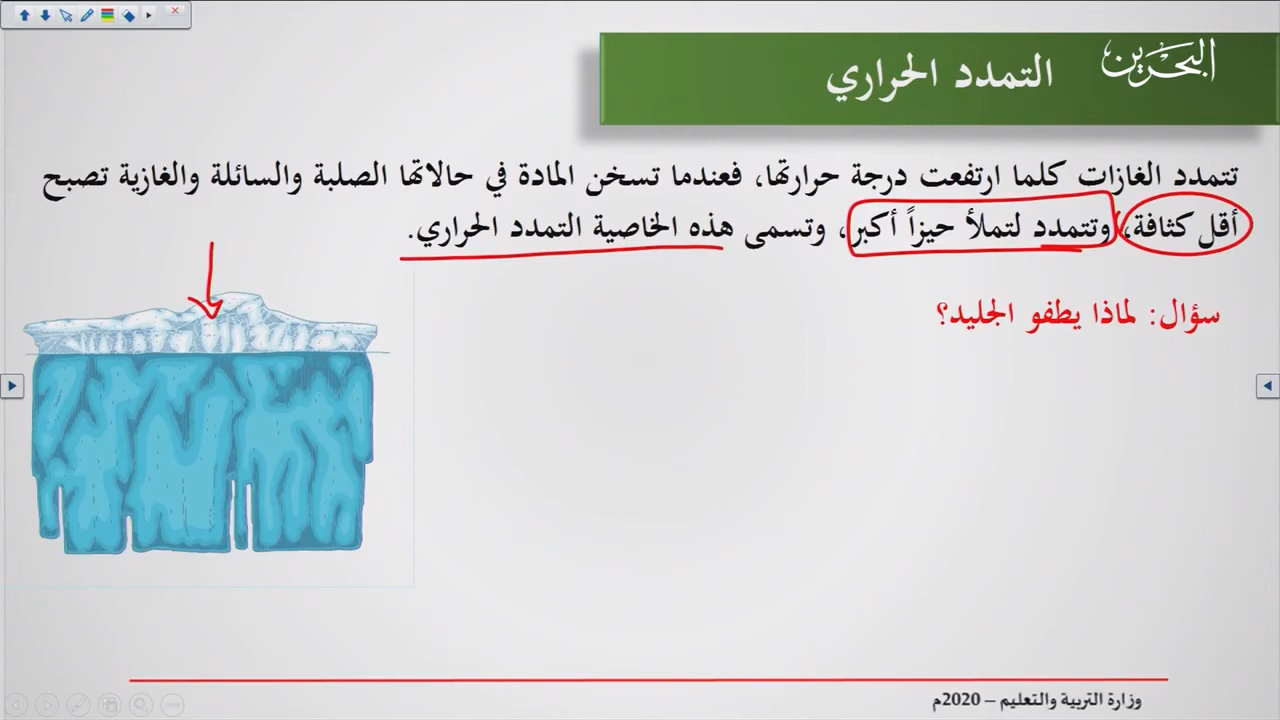 البحرين
التمدد الحراري
تتمدد الغازات كلما ارتفعت درجة حرارتها، فعندما تسخن المادة في حالاتها الصلبة والسائلة والغازية تصبح
أقل كثافة، وتتمدد لتملأ حيزاً أكبر، وتسمى هذه الخاصية التمدد الحراري.
سؤال: لماذا يطفو الجليد؟
وزارة التربية والتعليم – 2020م